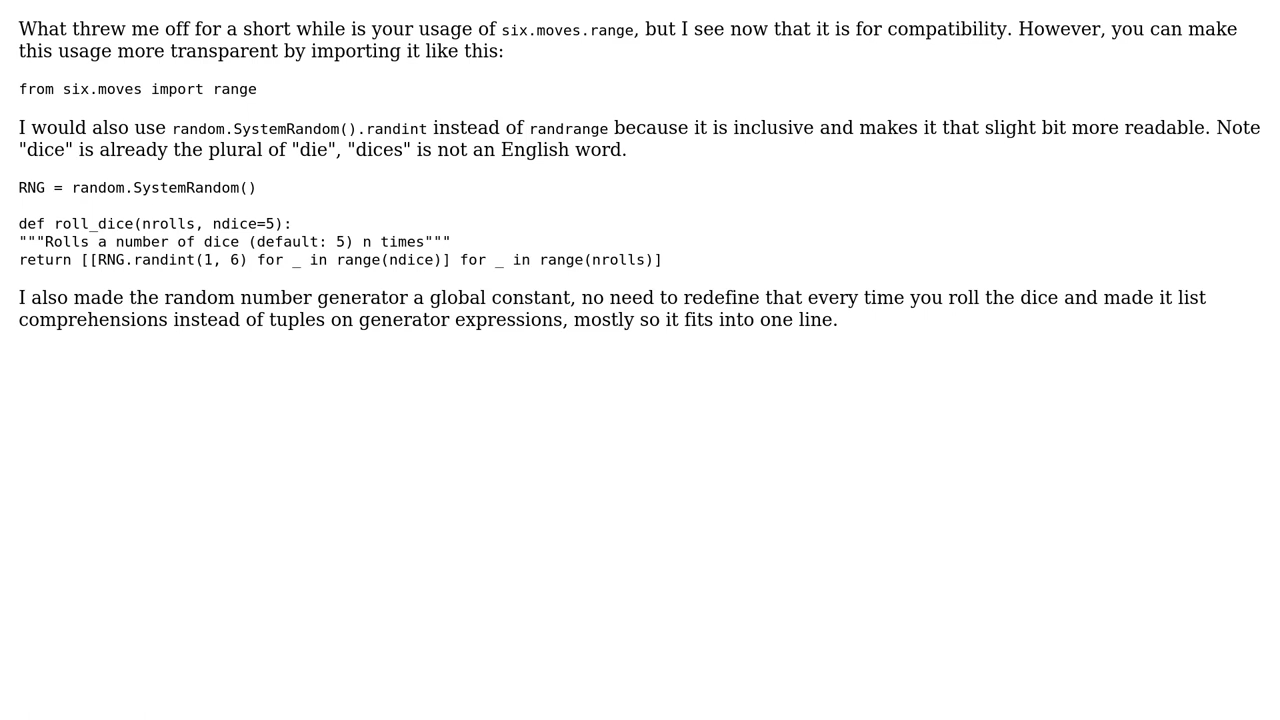 What threw me off for a short while is your usage of six.moves.range, but I see now that it is for compatibility. However, you can make
this usage more transparent by importing it like this:
from six.moves import range
I would also use random.SystemRandom().randint instead of randrange because it is inclusive and makes it that slight bit more readable. Note
"dice" is already the plural of "die", "dices" is not an English word.
RNG = random.SystemRandom()
def roll_dice(nrolls, ndice=5):
"""Rolls a number of dice (default: 5) n times"""
return [[RNG.randint(1, 6) for _ in range(ndice)] for _ in range(nrolls)]
I also made the random number generator a global constant, no need to redefine that every time you roll the dice and made it list
comprehensions instead of tuples on generator expressions, mostly so it fits into one line.